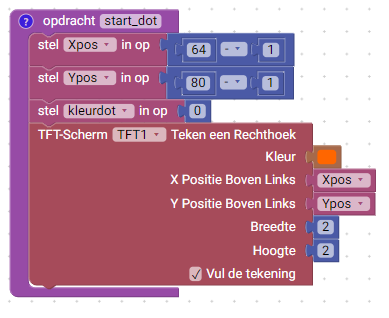 ? opdracht start_dot
stel Xpos in op 64 - 1
stel Ypos in op 80 - 1
stel kleurdot in op 0
TFT-Scherm TFT1 Teken een Rechthoek
Kleur
X Positie Boven Links Xpos
Y Positie Boven Links Ypos
Breedte 2
Hoogte 2
Vul de tekening